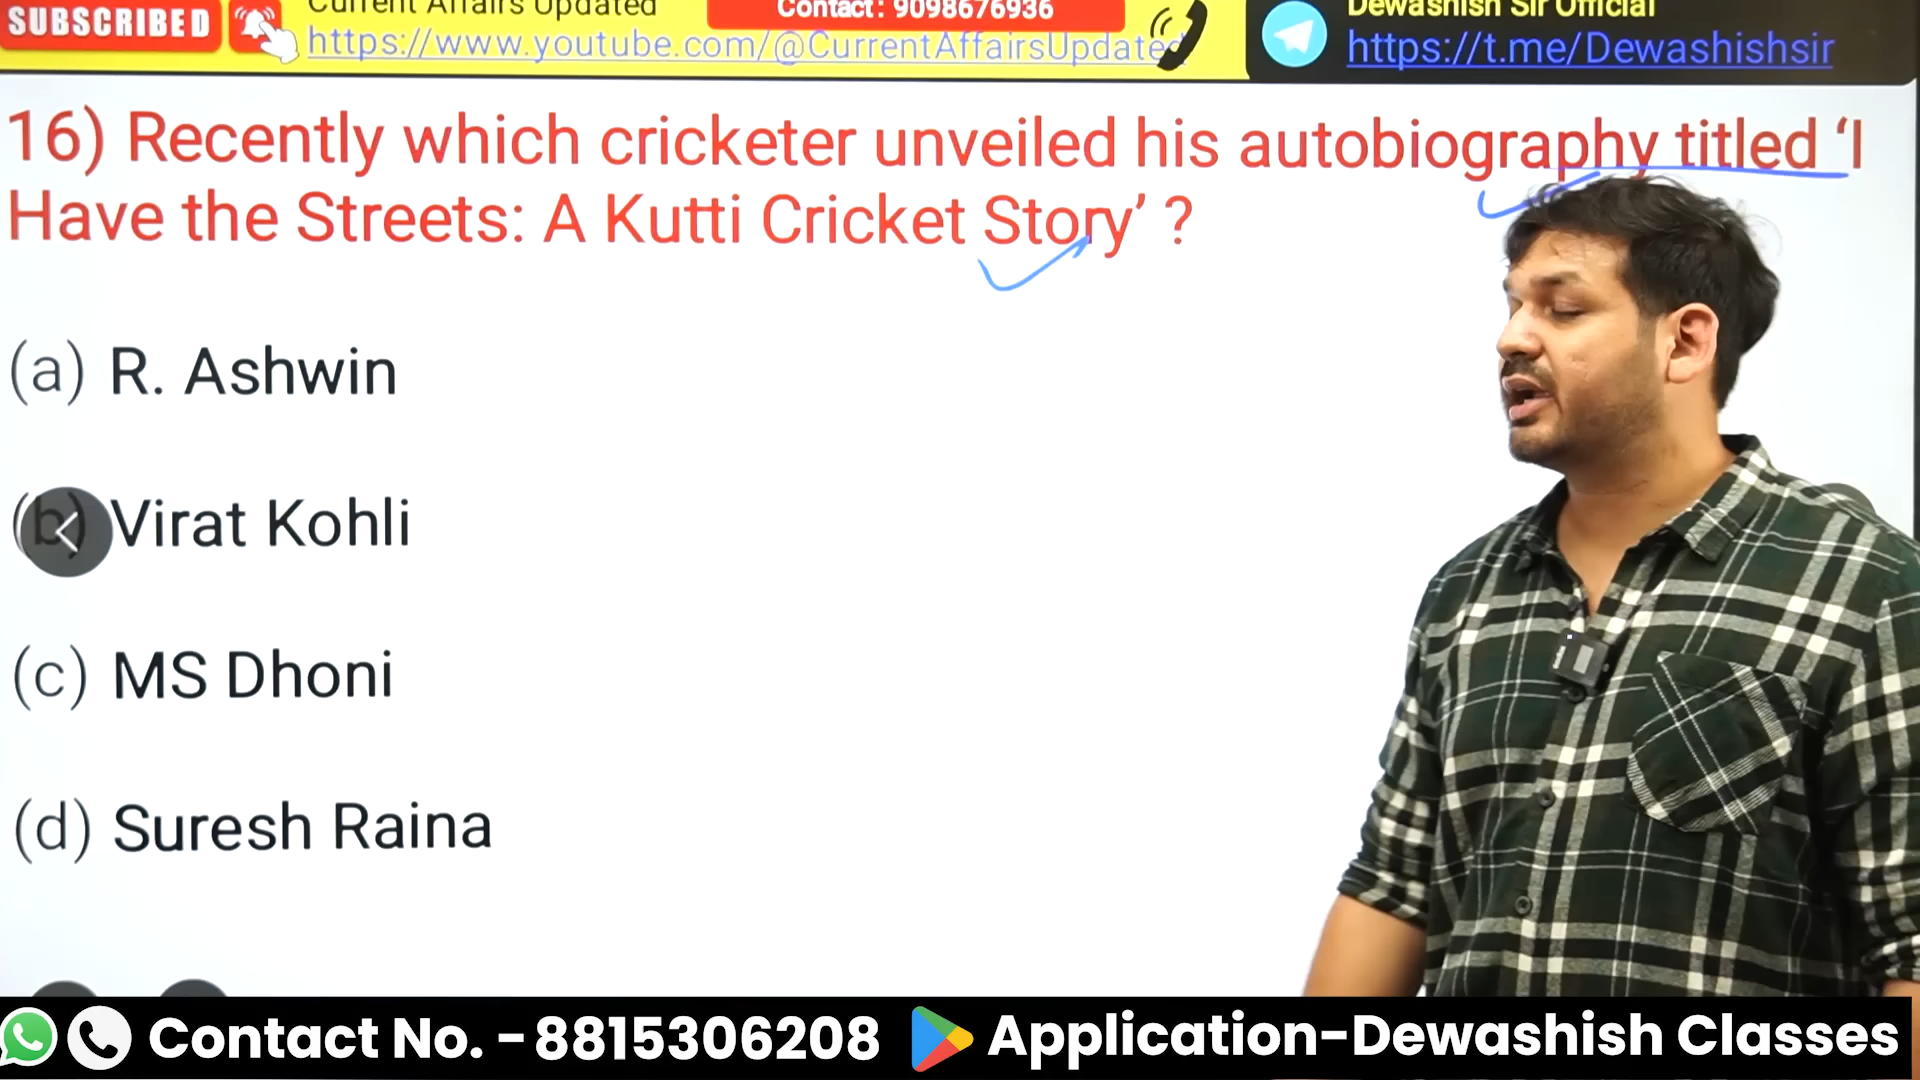 SUBSCRIBED
Current Affairs Updated
https://www.youtube.com/@CurrentAffairsUpdated
Contact: 9098676936
Dewashish Sir Official
https://t.me/Dewashishsir
16) Recently which cricketer unveiled his autobiography titled ‘I
Have the Streets: A Kutti Cricket Story’ ?
(a) R. Ashwin
(b) Virat Kohli
(c) MS Dhoni
(d) Suresh Raina
Contact No. - 8815306208
Application-Dewashish Classes